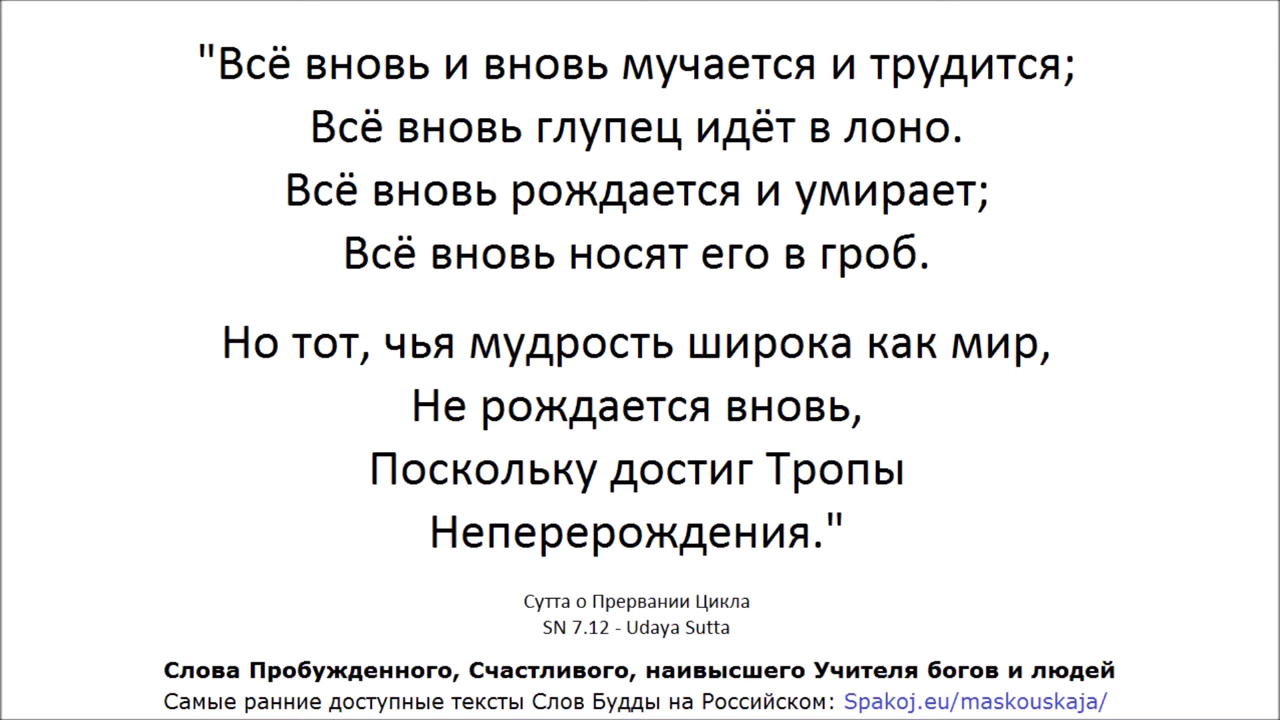 "Всё вновь и вновь мучается и трудится;
Всё вновь глупец идёт в лоно.
Всё вновь рождается и умирает;
Всё вновь носят его в гроб.
Но тот, чья мудрость широка как мир,
Не рождается вновь,
Поскольку достиг Тропы
Неперерождения."
Сутта о Прервании Цикла
SN 7.12 - Udaya Sutta
Слова Пробужденного, Счастливого, наивысшего Учителя богов и людей
Самые ранние доступные тексты Слов Будды на Российском: Spakoj.eu/maskouskaja/